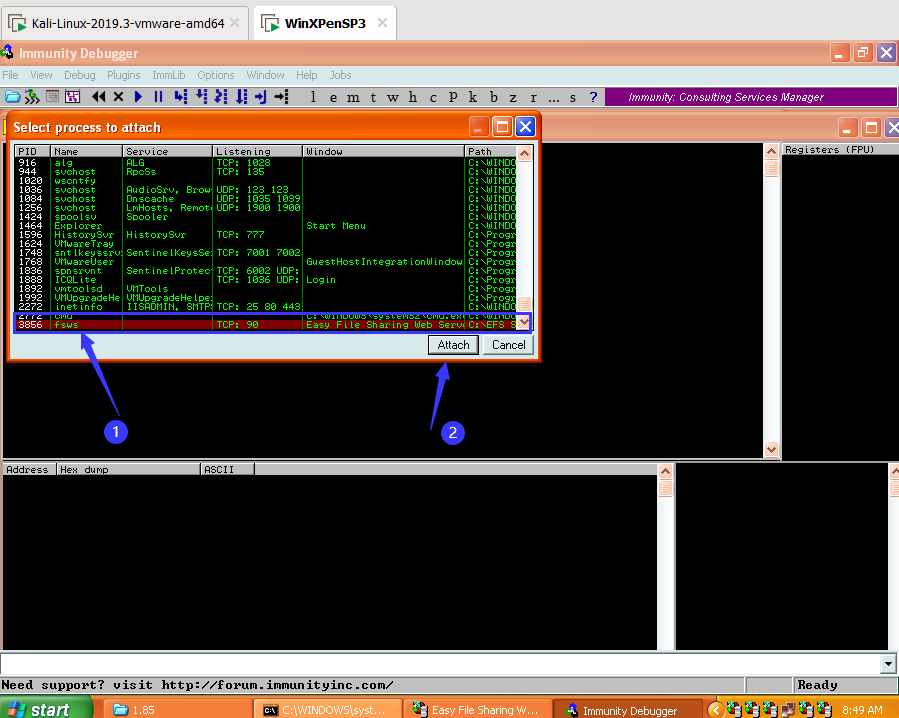 Kali-Linux-2019.3-vmware-amd64
WinXPenSP3
Immunity Debugger
File View Debug Plugins ImmLib Options Window Help Jobs
l e m t w h c P k b z r ... s ?
Immunity: Consulting Services Manager
Select process to attach
PID Name Service Listening Window Path
916 alg ALG TCP: 1028 C:\WINDO
944 svchost RpcSs TCP: 135 C:\WINDO
1020 wscntfy C:\WINDO
1036 svchost AudioSrv, Brow UDP: 123 123 C:\WINDO
1084 svchost Dnscache UDP: 1035 1039 C:\WINDO
1256 svchost LmHosts, Remot UDP: 1900 1900 C:\WINDO
1424 spoolsv Spooler C:\WINDO
1464 Explorer Start Menu C:\WINDO
1596 HistorySvr HistorySvr TCP: 777 C:\Progr
1624 VMwareTray C:\Progr
1748 sntlkeyssrv SentinelKeysSe TCP: 7001 7002 C:\Progr
1768 VMwareUser GuestHostIntegrationWindow C:\Progr
1836 spnsrvnt SentinelProtec TCP: 6002 UDP: C:\Progr
1888 ICQLite TCP: 1036 UDP: Login C:\Progr
1892 vmtoolsd VMTools C:\Progr
1992 VMUpgradeHe VMUpgradeHelpe C:\Progr
2272 inetinfo IISADMIN, SMTP TCP: 25 80 443 C:\WINDO
2772 cmd C:\WINDOWS\system32\cmd.ex C:\WINDO
3856 fsws TCP: 90 Easy File Sharing Web Serv C:\EFS S
Attach Cancel
1
2
Registers (FPU)
Address Hex dump ASCII
Need support? visit http://forum.immunityinc.com/
Ready
start
1.85
C:\WINDOWS\syst...
Easy File Sharing W...
Immunity Debugger
8:49 AM